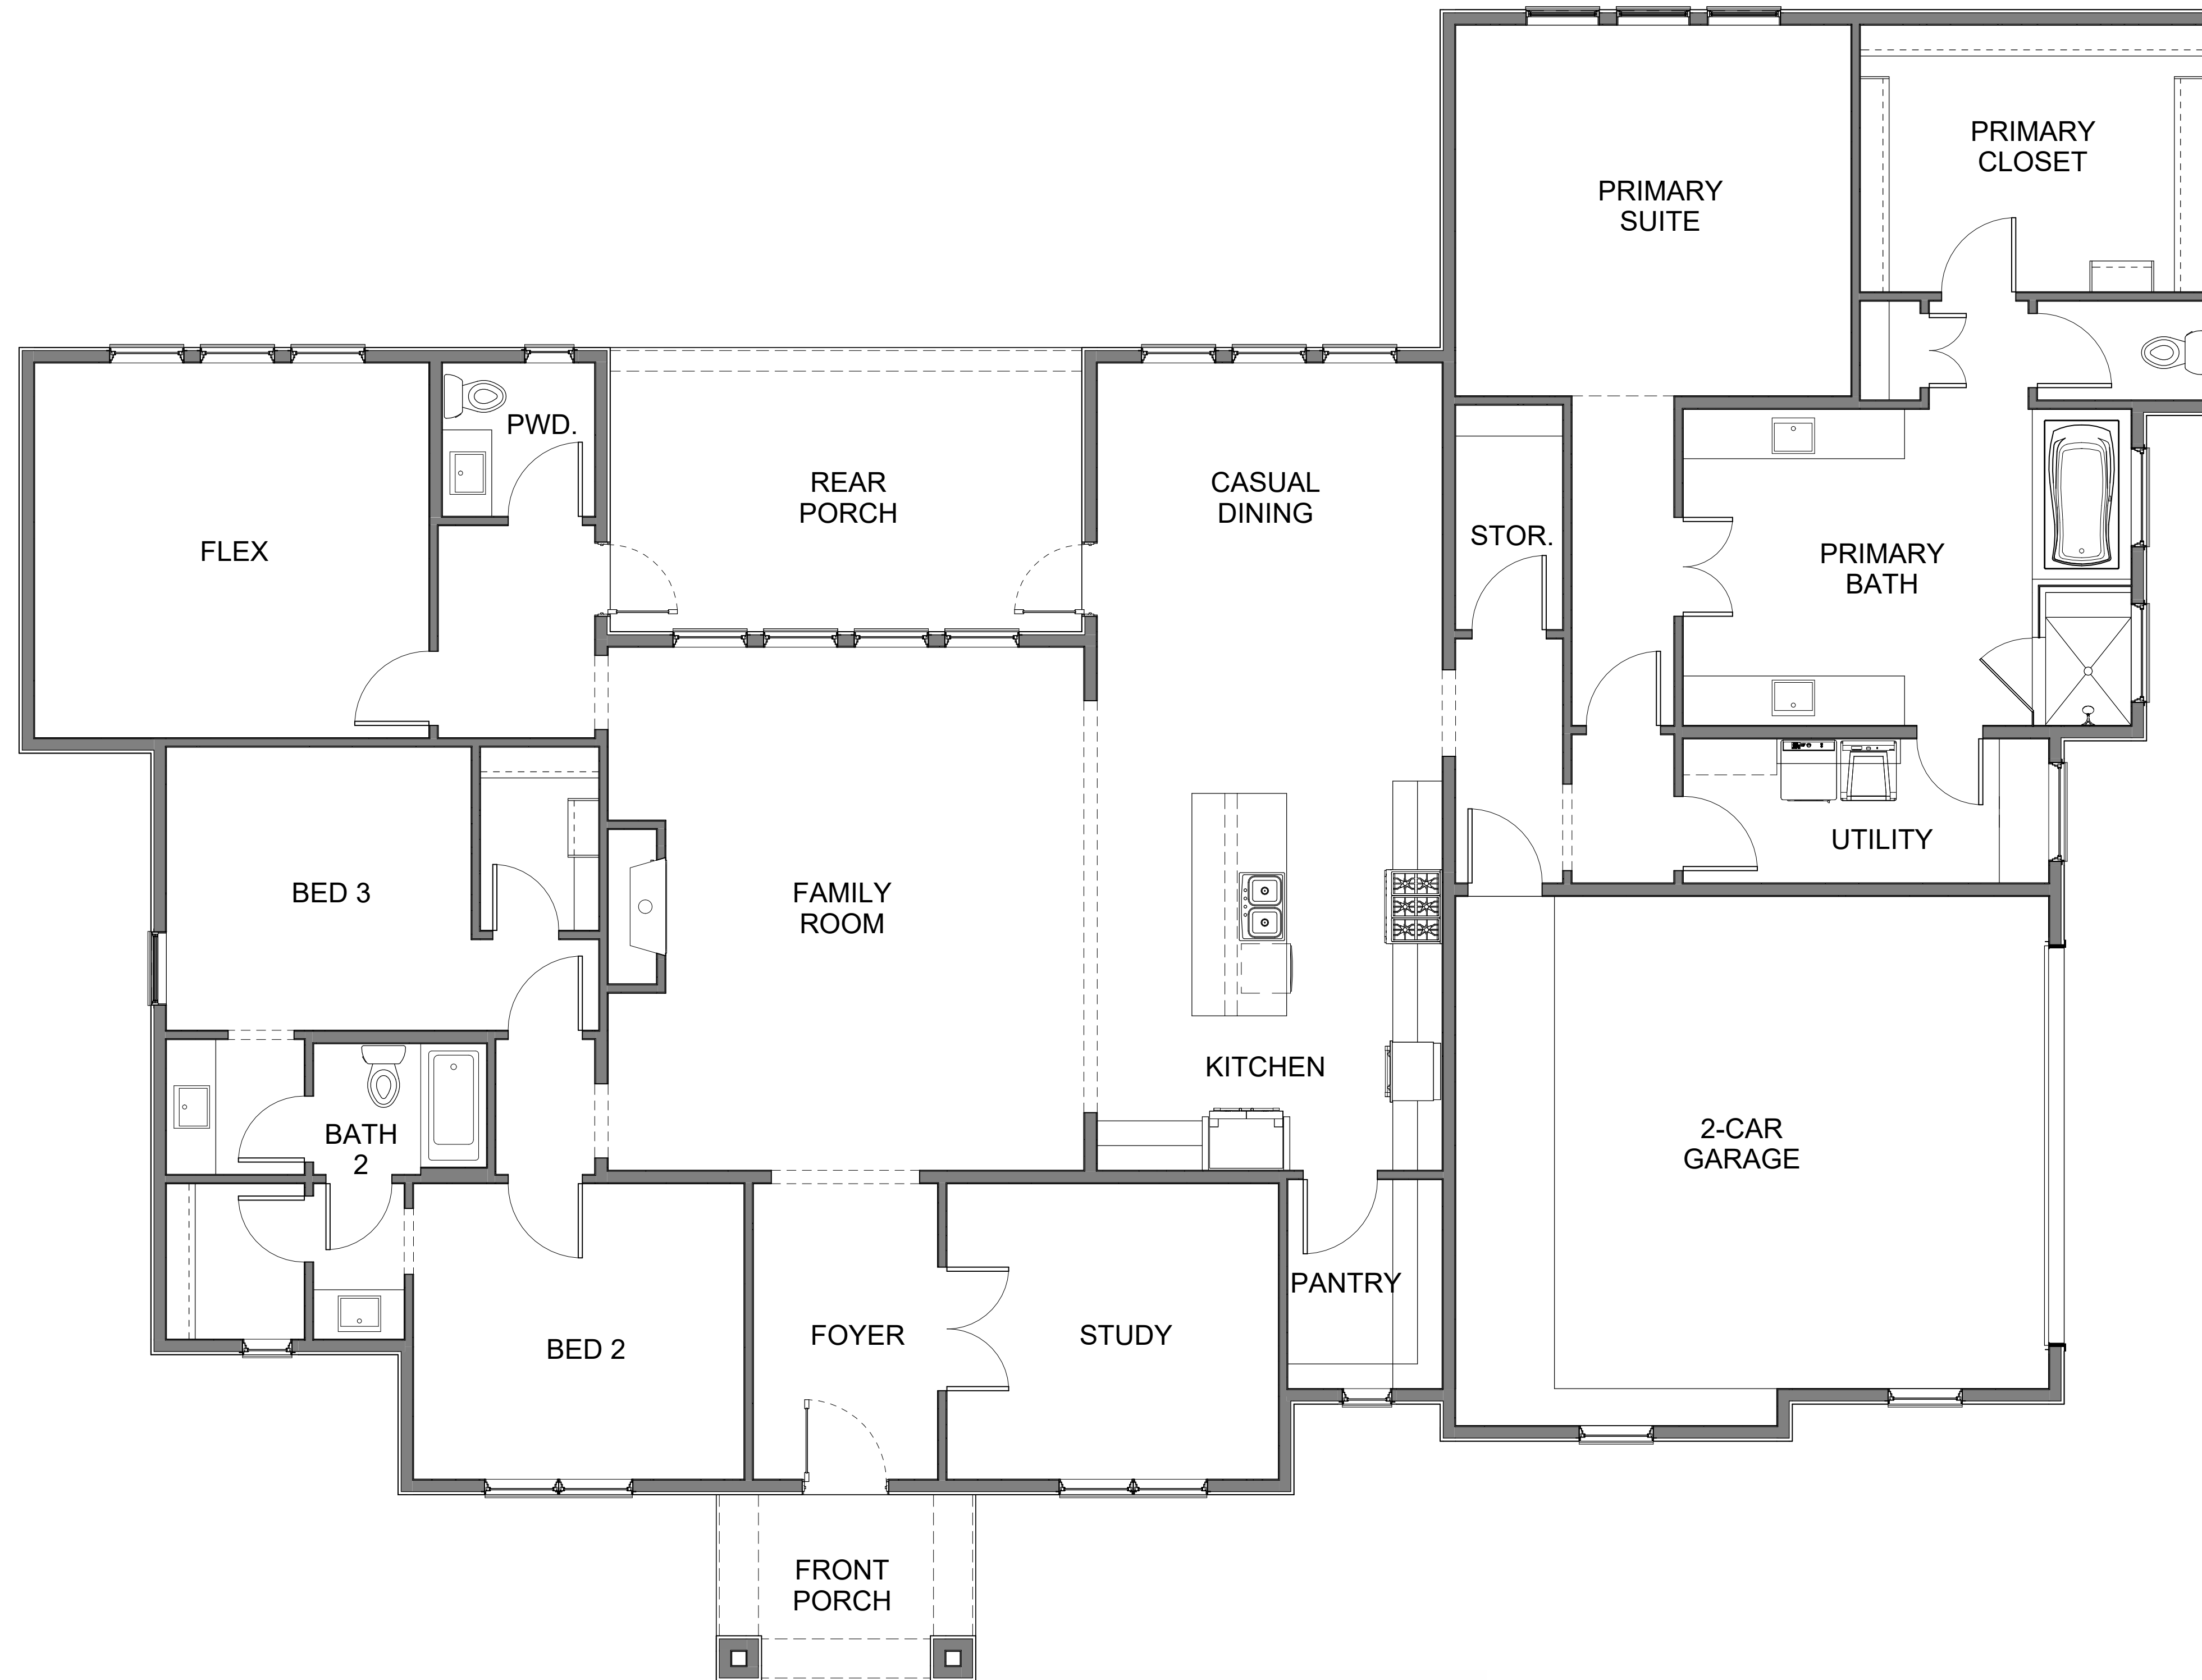 PRIMARY
CLOSET
PRIMARY
SUITE
PWD.
REAR
PORCH
CASUAL
DINING
STOR.
FLEX
PRIMARY
BATH
UTILITY
BED 3
FAMILY
ROOM
KITCHEN
BATH
2
2-CAR
GARAGE
PANTRY
BED 2
FOYER
STUDY
FRONT
PORCH